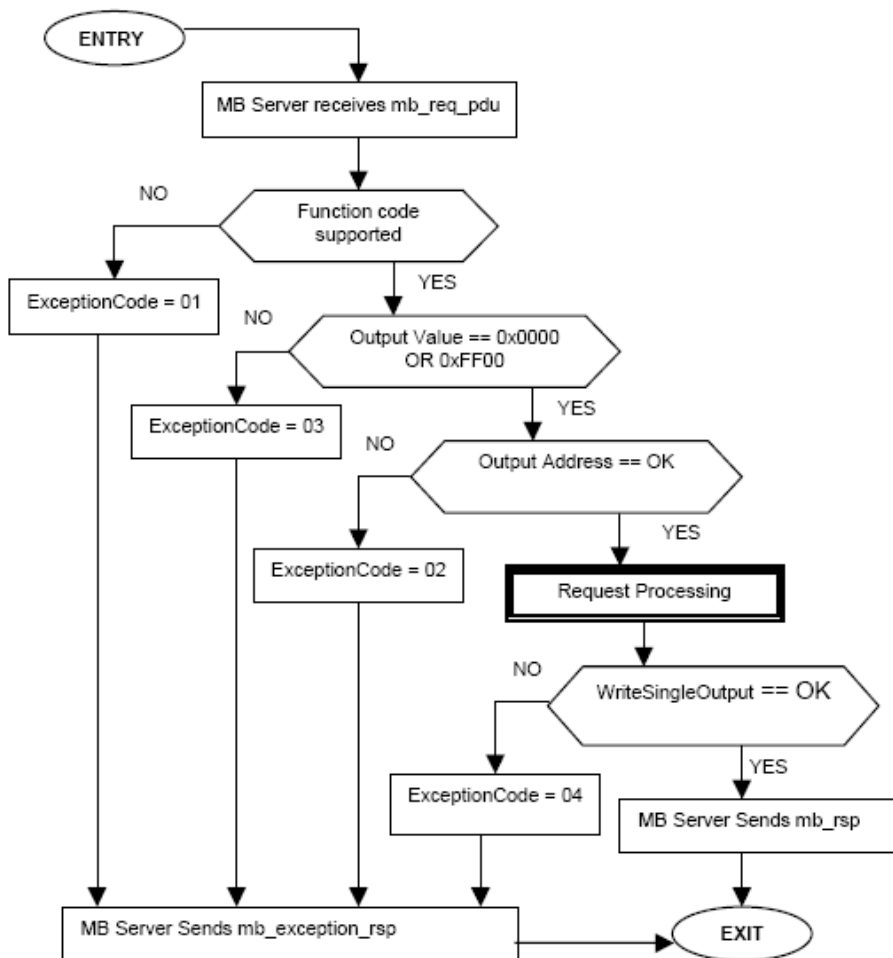 ENTRY
MB Server receives mb_req_pdu
NO
Function code
supported
YES
ExceptionCode = 01
NO
Output Value == 0x0000
OR 0xFF00
YES
ExceptionCode = 03
NO
Output Address == OK
YES
ExceptionCode = 02
Request Processing
NO
WriteSingleOutput == OK
YES
ExceptionCode = 04
MB Server Sends mb_rsp
MB Server Sends mb_exception_rsp
EXIT